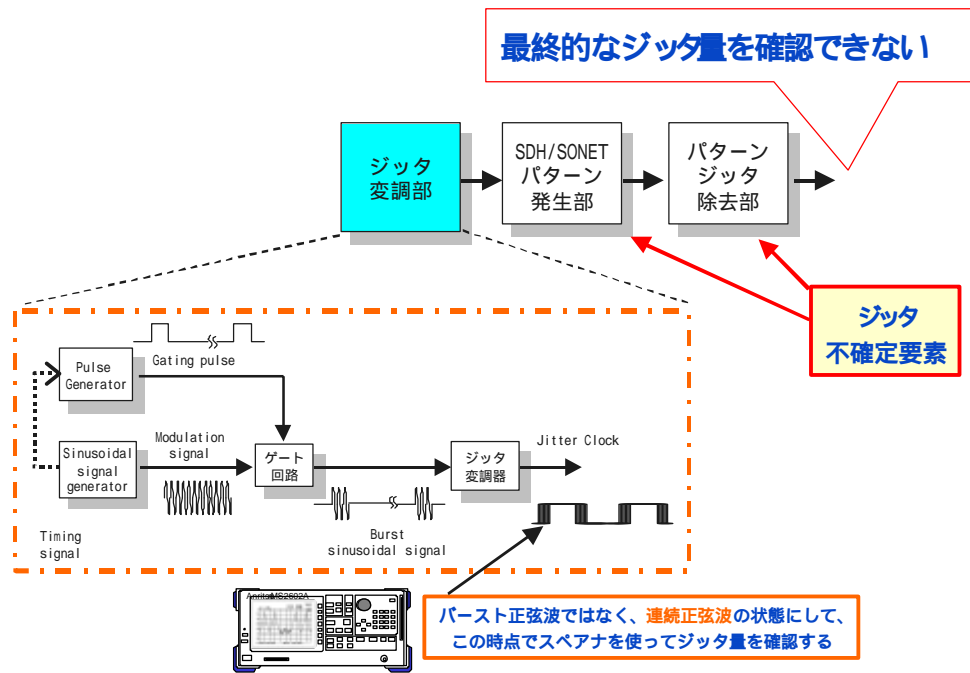 最終的なジッタ量を確認できない
ジッタ
変調部
SDH/SONET
パターン
発生部
パターン
ジッタ
除去部
ジッタ
不確定要素
Gating pulse
Pulse
Generator
Sinusoidal
signal
generator
Modulation
signal
ゲート
回路
ジッタ
変調器
Jitter Clock
Burst
sinusoidal signal
Timing
signal
AnritsuMS2602A
バースト正弦波ではなく、連続正弦波の状態にして、
この時点でスペアナを使ってジッタ量を確認する